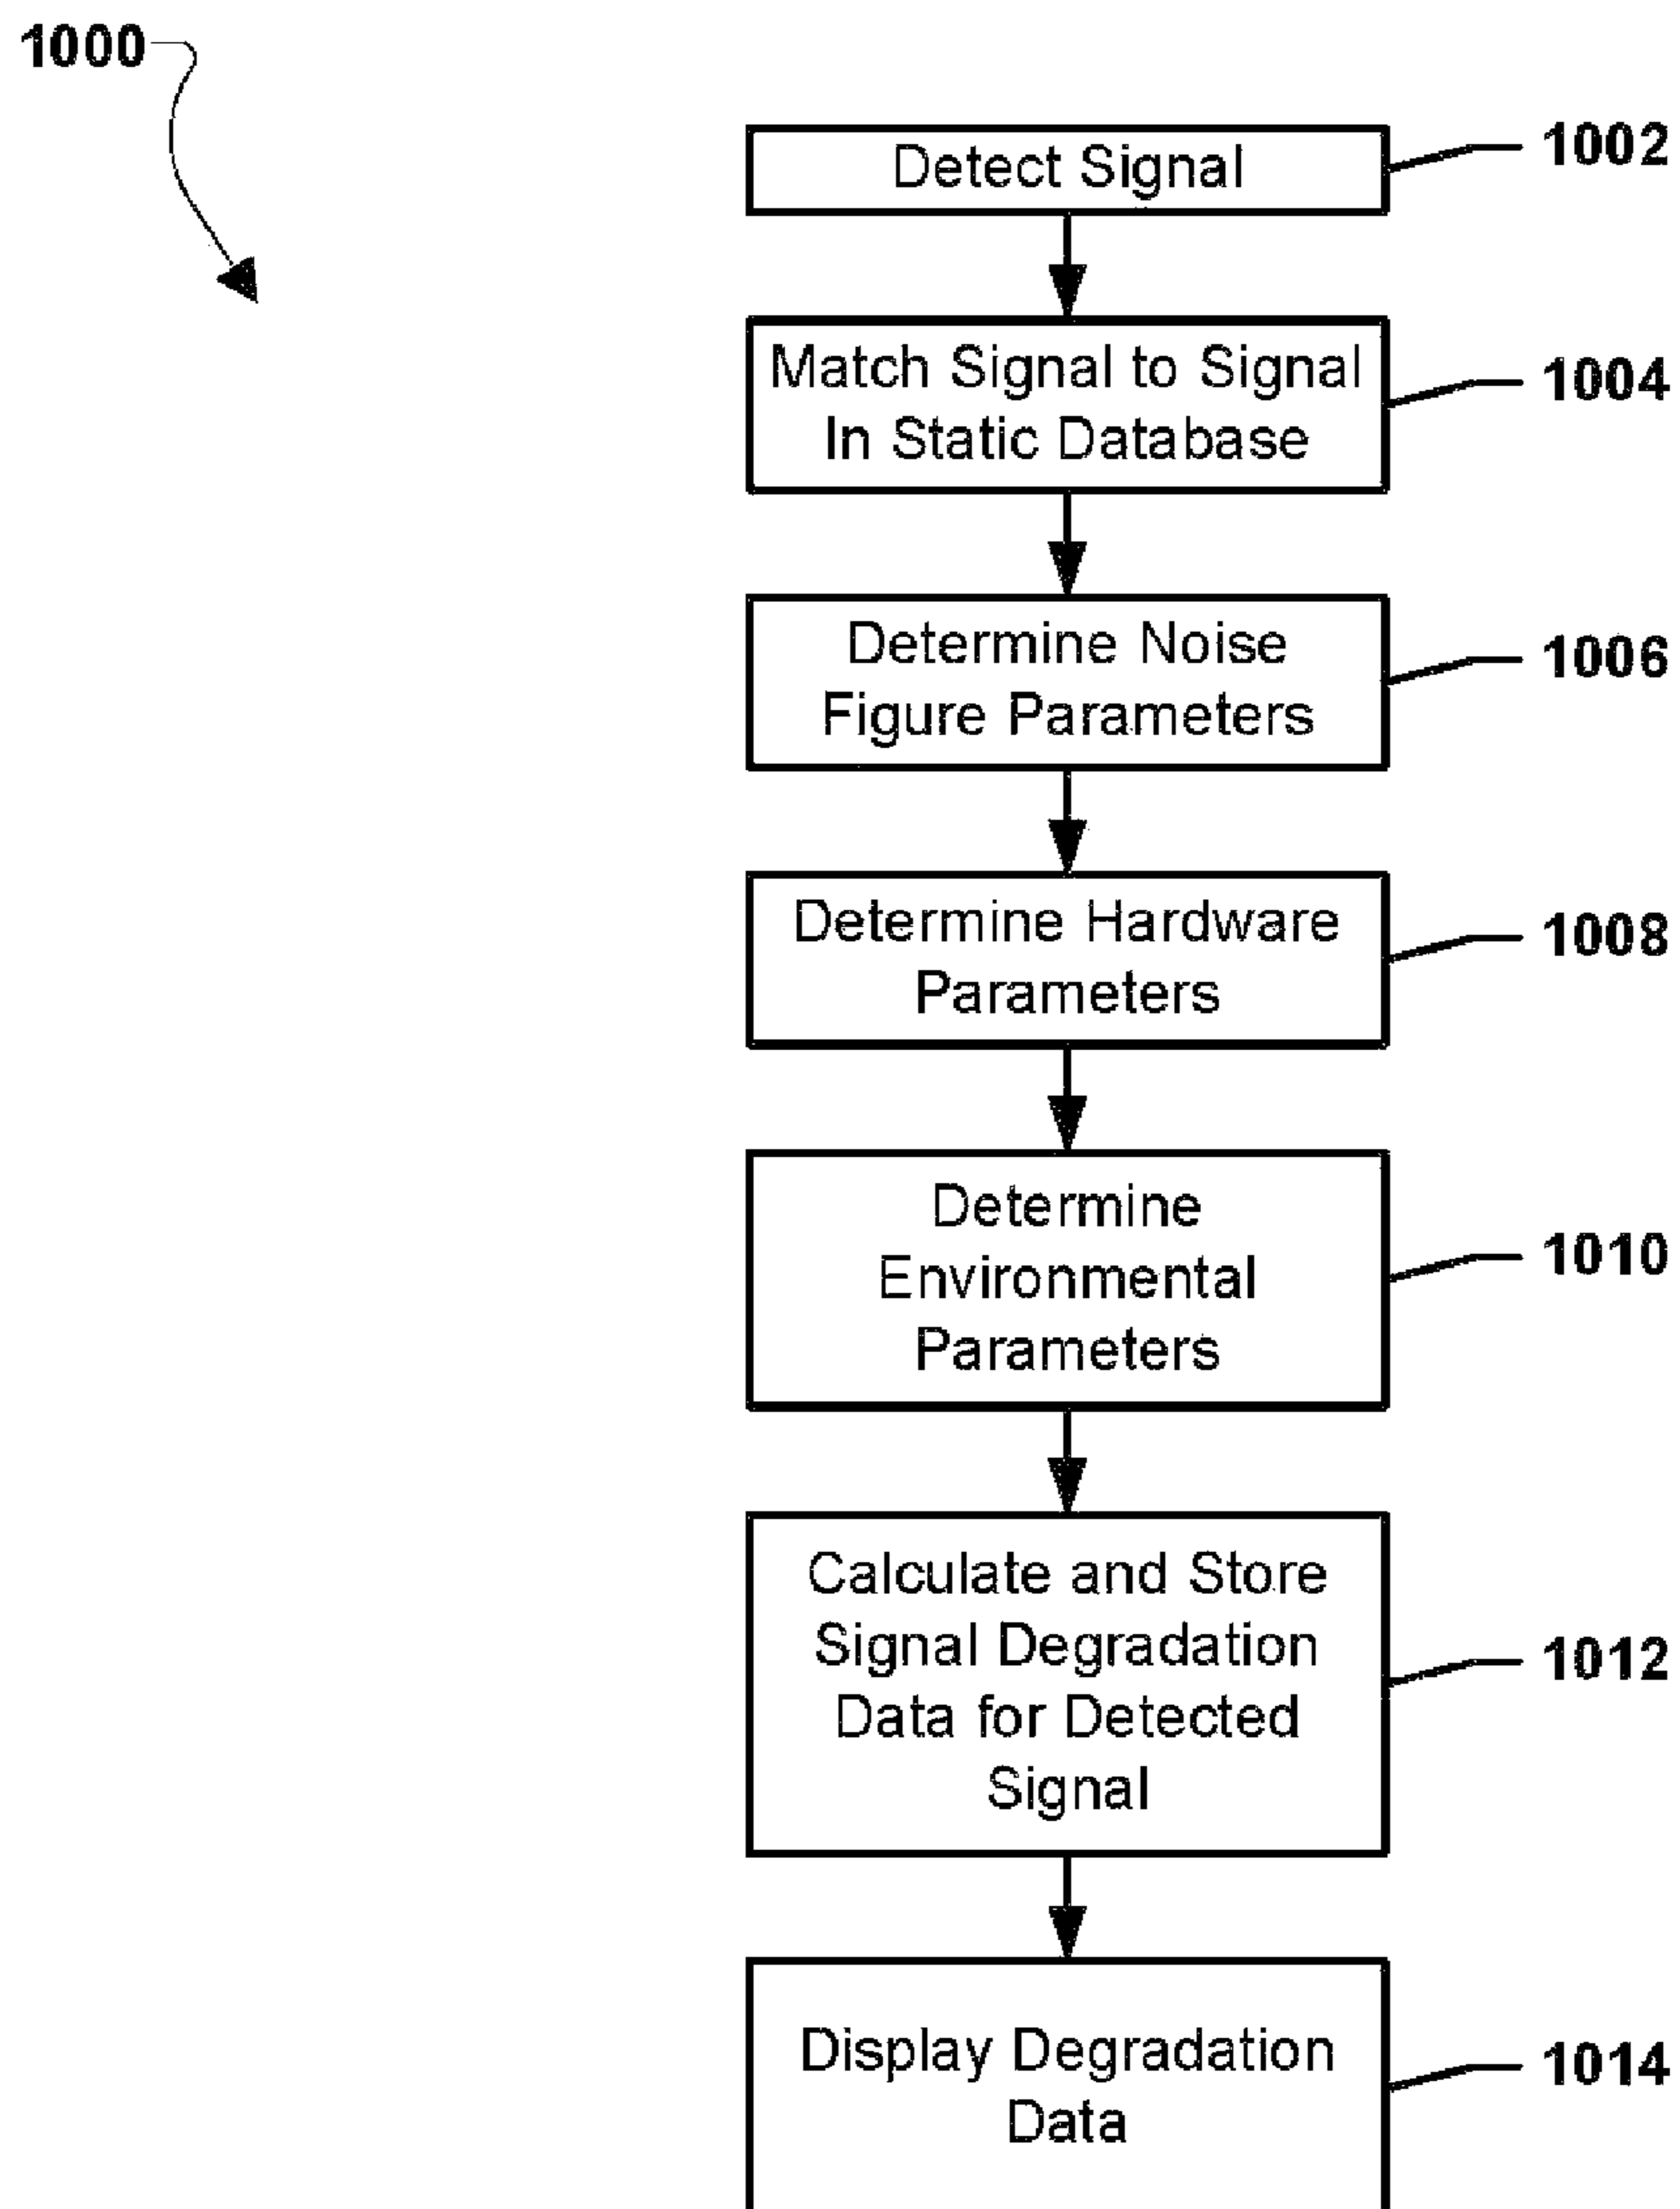 1000
Detect Signal
1002
Match Signal to Signal
In Static Database
1004
Determine Noise
Figure Parameters
1006
Determine Hardware
Parameters
1008
Determine
Environmental
Parameters
1010
Calculate and Store
Signal Degradation
Data for Detected
Signal
1012
Display Degradation
Data
1014